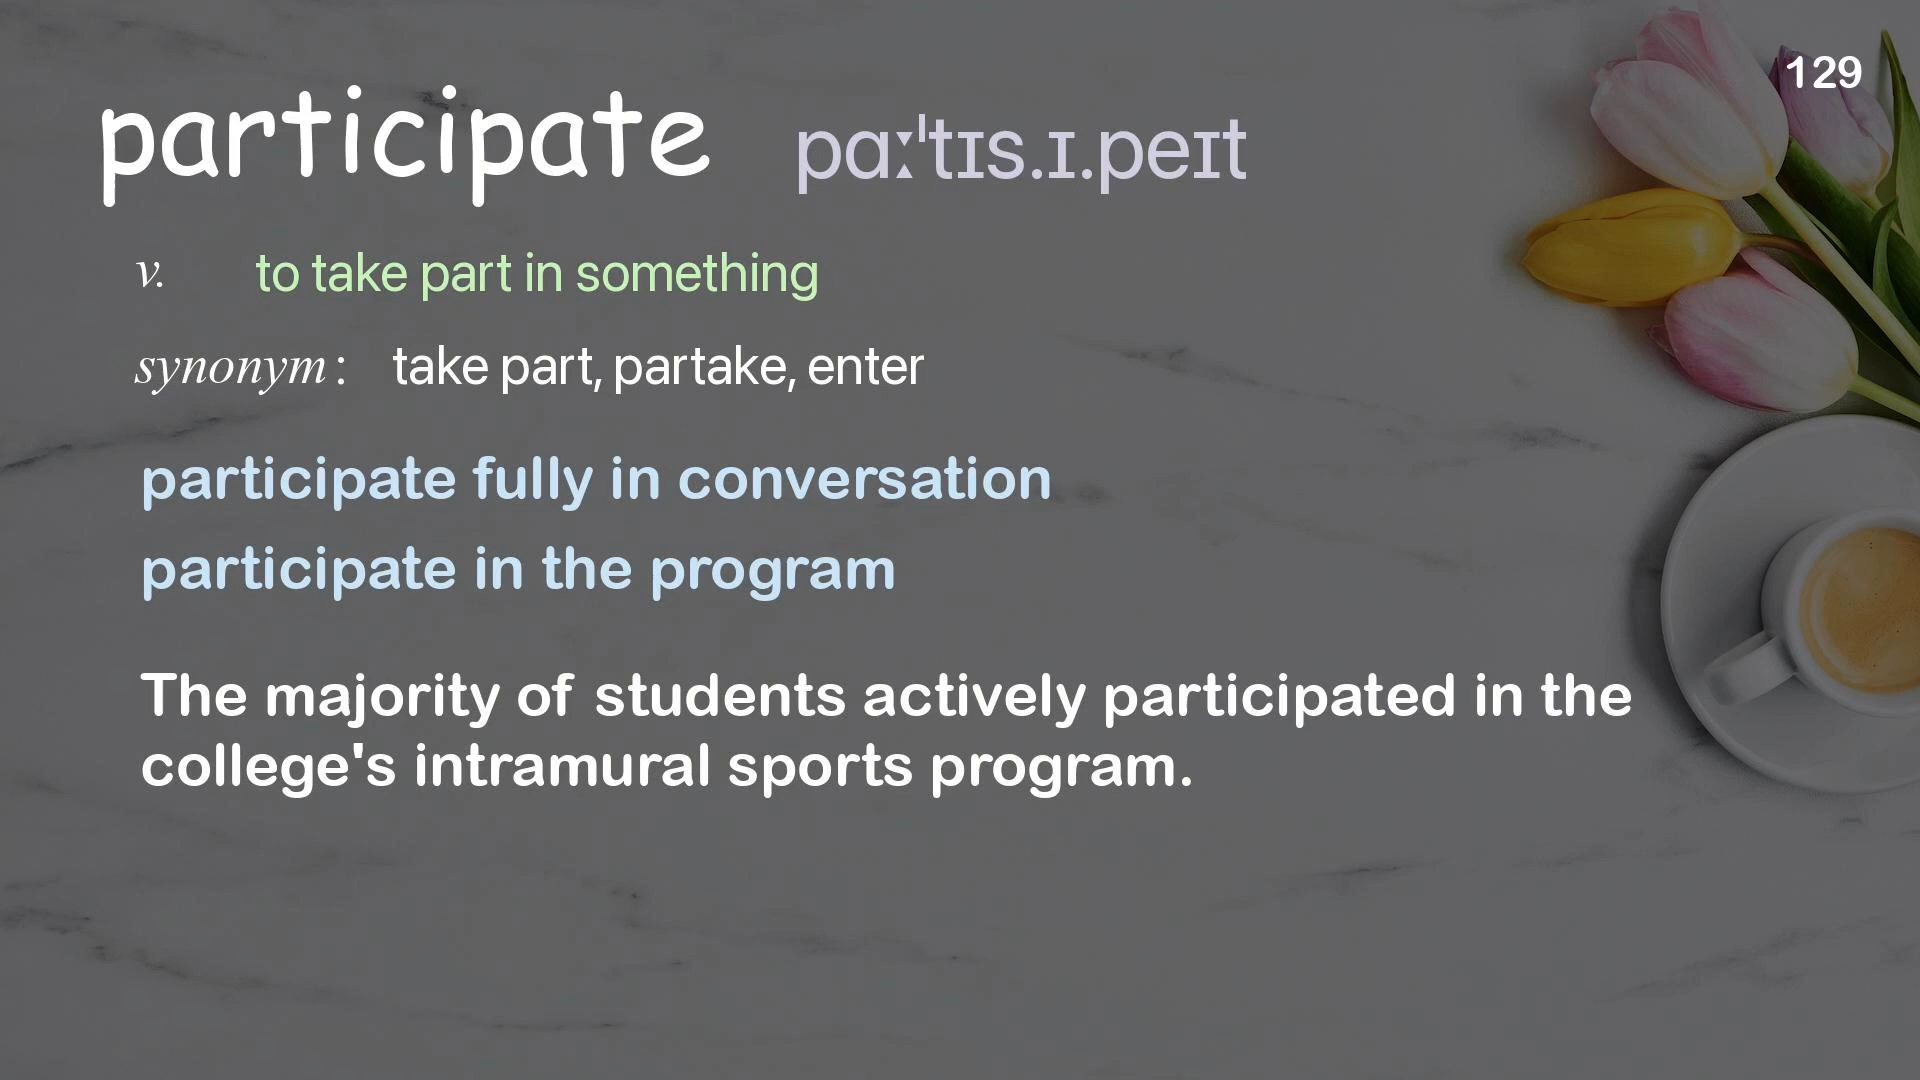 129
participate pɑːˈtɪs.ɪ.peɪt
v. to take part in something
synonym: take part, partake, enter
participate fully in conversation
participate in the program
The majority of students actively participated in the
college's intramural sports program.